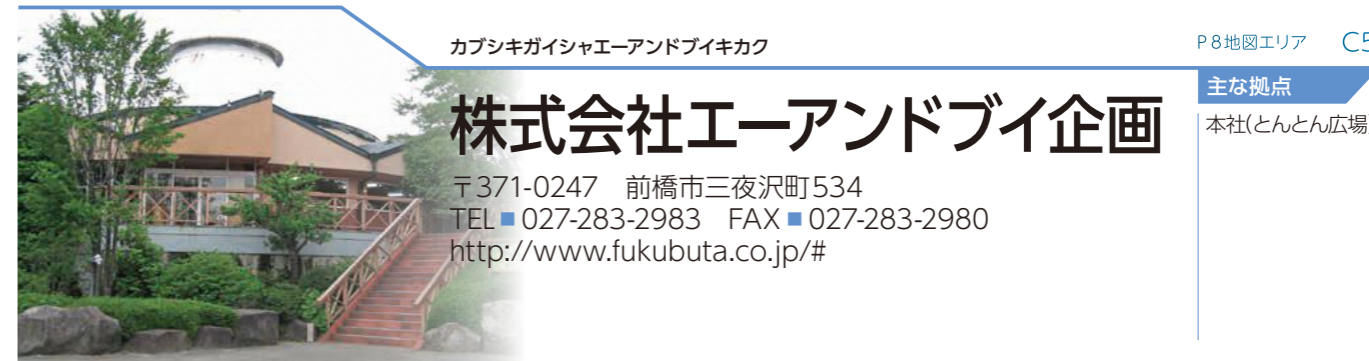 カブシキガイシャエーアンドブイキカク
P8地図エリア C5
株式会社エーアンドブイ企画
主な拠点
本社(とんとん広場
〒371-0247 前橋市三夜沢町534
TEL■027-283-2983 FAX■027-283-2980
http://www.fukubuta.co.jp/#